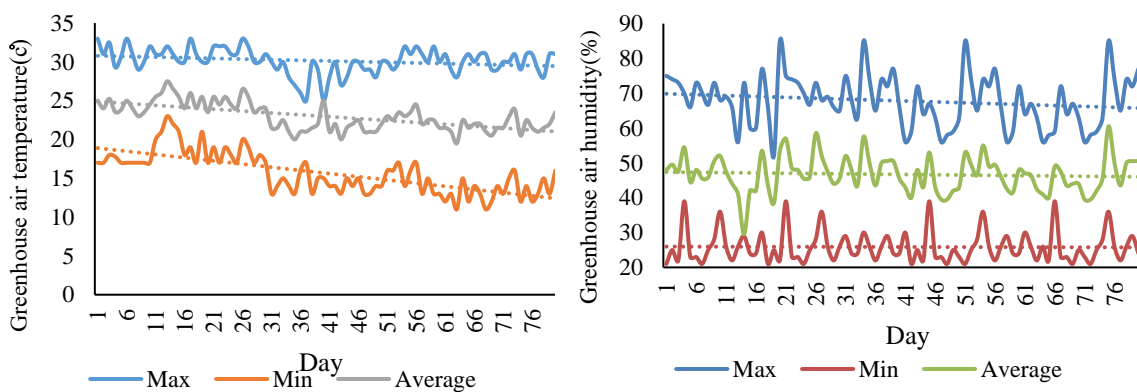 Greenhouse air temperature(c̊)
35
30
25
20
15
10
5
0
1 6 11 16 21 26 31 36 41 46 51 56 61 66 71 76
Day
Max Min Average
Greenhouse air humidity(%)
90
80
70
60
50
40
30
20
1 6 11 16 21 26 31 36 41 46 51 56 61 66 71 76
Day
Max Min Average